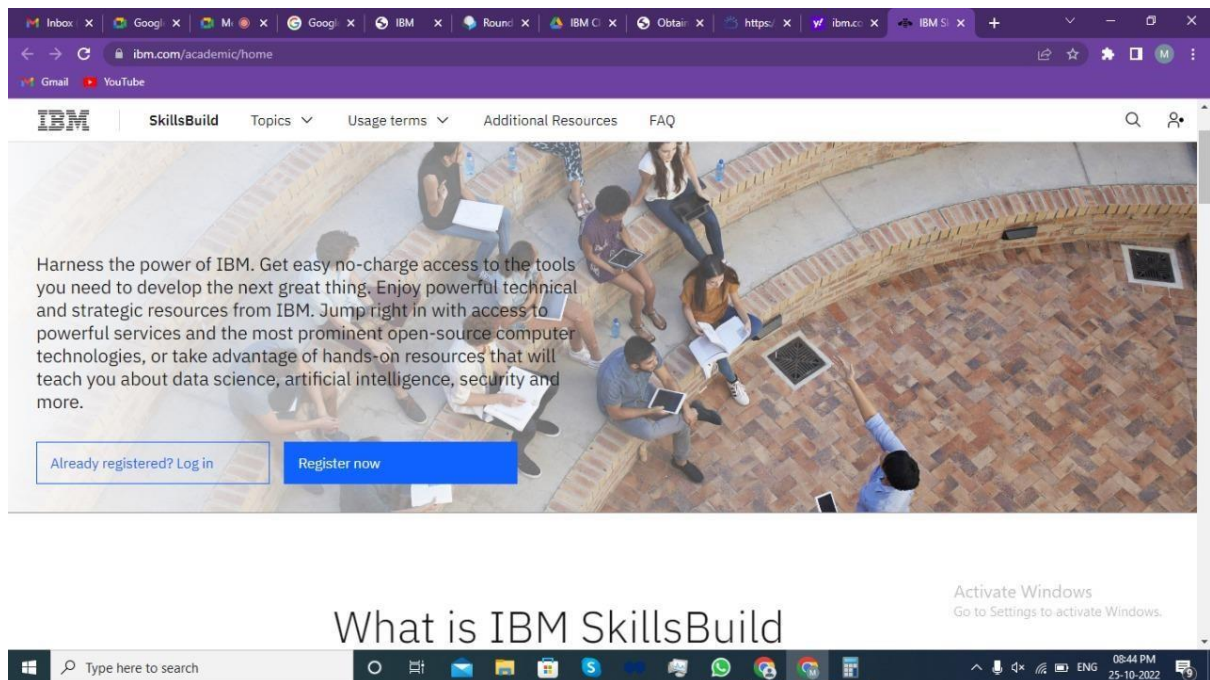 Inbox
Googl
M
Googl
IBM
Round
IBM Cl
Obtain
https:/
ibm.cc
IBM S
ibm.com/academic/home
M
Gmail
YouTube
IBM
SkillsBuild
Topics
Usage terms
Additional Resources
FAQ
Harness the power of IBM. Get easy no-charge access to the tools
you need to develop the next great thing. Enjoy powerful technical
and strategic resources from IBM. Jump right in with access to
powerful services and the most prominent open-source computer
technologies, or take advantage of hands-on resources that will
teach you about data science, artificial intelligence, security and
more.
Already registered? Log in
Register now
What is IBM SkillsBuild
Activate Windows
Go to Settings to activate Windows.
Type here to search
ENG
08:44 PM
25-10-2022